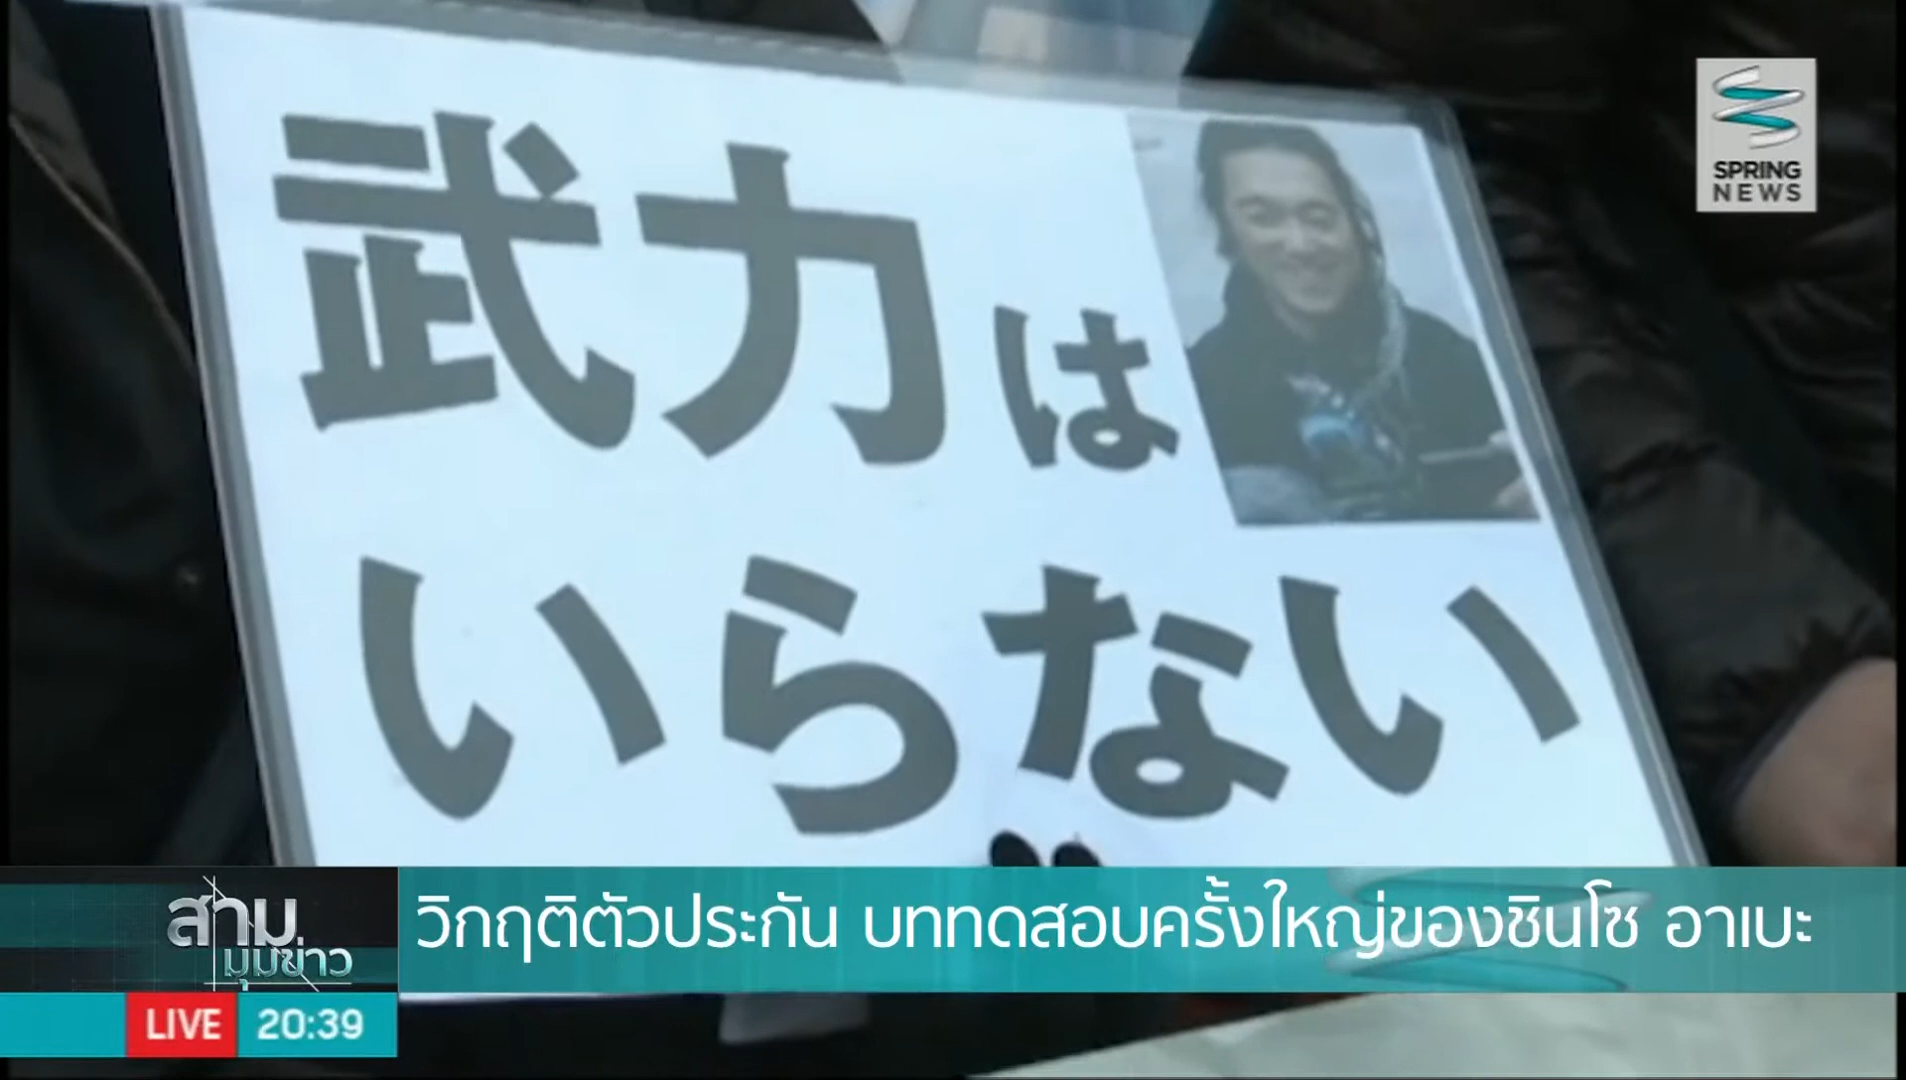 武力は
いらない
SPRING
NEWS
สาม
มุมข่าว
วิกฤติตัวประกัน บททดสอบครั้งใหญ่ของชินโซ อาเบะ
LIVE 20:39